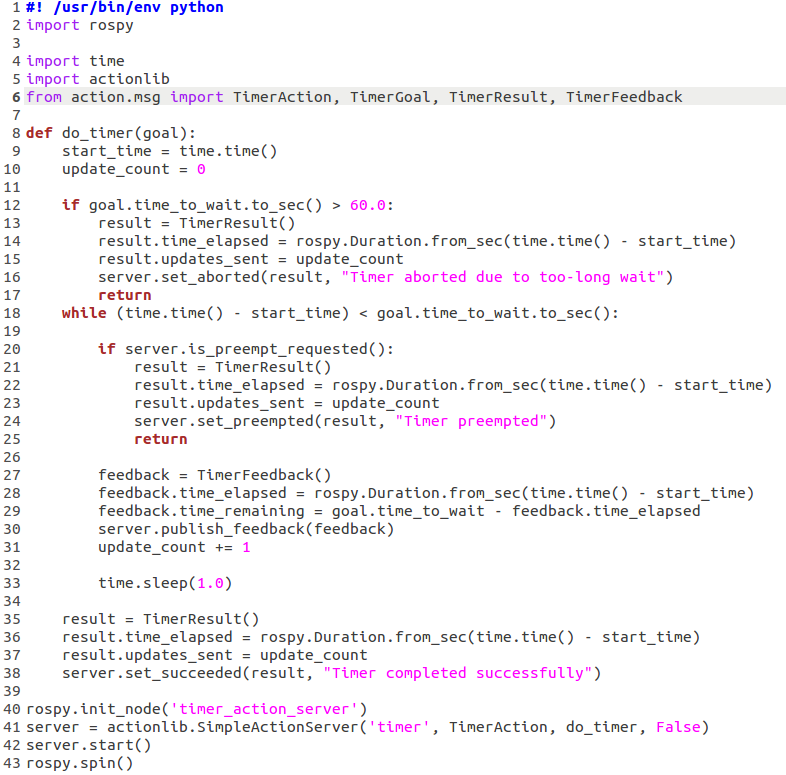 1 #! /usr/bin/env python
2 import rospy
3
4 import time
5 import actionlib
6 from action.msg import TimerAction, TimerGoal, TimerResult, TimerFeedback
7
8 def do_timer(goal):
9     start_time = time.time()
10     update_count = 0
11
12     if goal.time_to_wait.to_sec() > 60.0:
13         result = TimerResult()
14         result.time_elapsed = rospy.Duration.from_sec(time.time() - start_time)
15         result.updates_sent = update_count
16         server.set_aborted(result, "Timer aborted due to too-long wait")
17         return
18     while (time.time() - start_time) < goal.time_to_wait.to_sec():
19
20         if server.is_preempt_requested():
21             result = TimerResult()
22             result.time_elapsed = rospy.Duration.from_sec(time.time() - start_time)
23             result.updates_sent = update_count
24             server.set_preempted(result, "Timer preempted")
25             return
26
27         feedback = TimerFeedback()
28         feedback.time_elapsed = rospy.Duration.from_sec(time.time() - start_time)
29         feedback.time_remaining = goal.time_to_wait - feedback.time_elapsed
30         server.publish_feedback(feedback)
31         update_count += 1
32
33         time.sleep(1.0)
34
35     result = TimerResult()
36     result.time_elapsed = rospy.Duration.from_sec(time.time() - start_time)
37     result.updates_sent = update_count
38     server.set_succeeded(result, "Timer completed successfully")
39
40 rospy.init_node('timer_action_server')
41 server = actionlib.SimpleActionServer('timer', TimerAction, do_timer, False)
42 server.start()
43 rospy.spin()